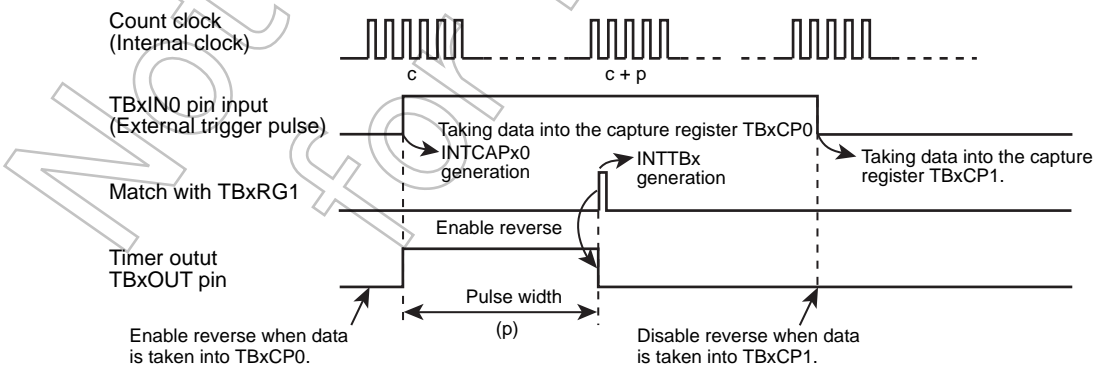 Count clock
(Internal clock)
c
c + p
TBxIN0 pin input
(External trigger pulse)
Taking data into the capture register TBxCP0
INTCAPx0
generation
INTTBx
generation
Taking data into the capture
register TBxCP1.
Match with TBxRG1
Enable reverse
Timer outut
TBxOUT pin
Pulse width
(p)
Enable reverse when data
is taken into TBxCP0.
Disable reverse when data
is taken into TBxCP1.
Not
for